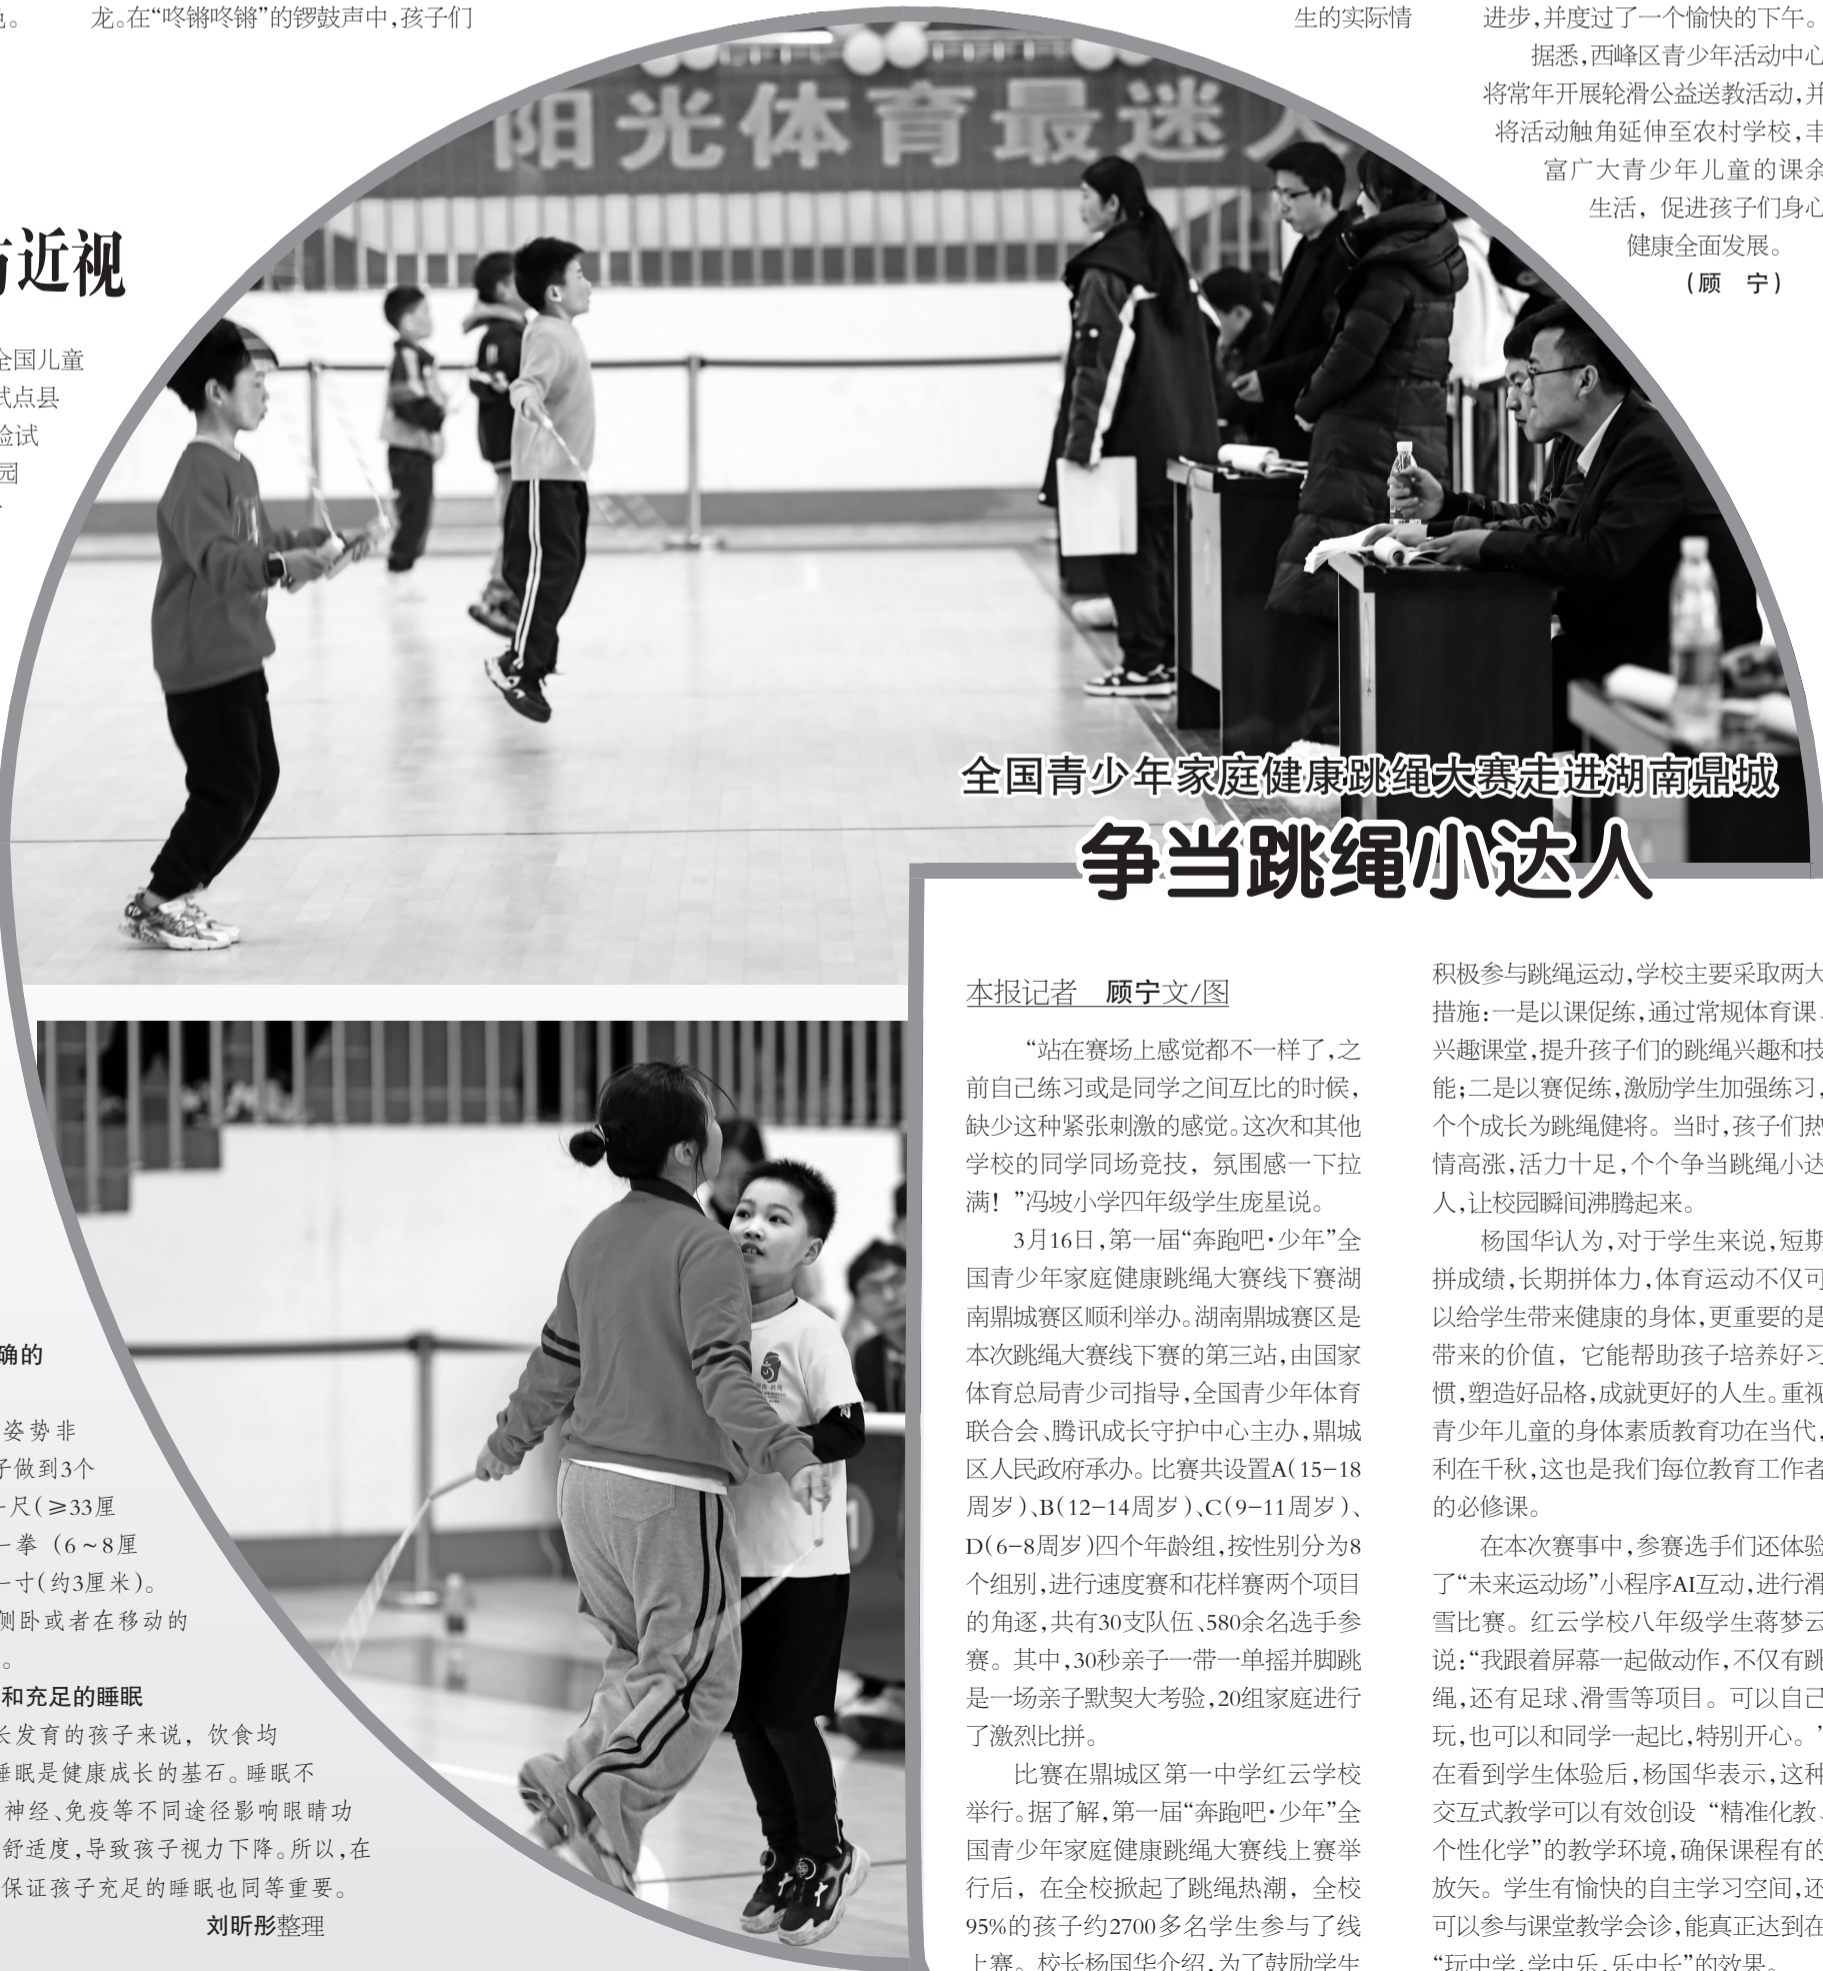 龙。在“咚锵咚锵”的锣鼓声中,孩子们
生的实际情
进步,并度过了一个愉快的下午。
据悉,西峰区青少年活动中心
将常年开展轮滑公益送教活动,并
将活动触角延伸至农村学校,丰
富广大青少年儿童的课余
生活，促进孩子们身心
健康全面发展。
（顾　宁）
近视
全国儿童
试点县
验试
园
阳光体育最迷人
全国青少年家庭健康跳绳大赛走进湖南鼎城
争当跳绳小达人
确的
姿势非
子做到3个
一尺(≥33厘
一拳（6~8厘
一寸(约3厘米)。
侧卧或者在移动的
。
和充足的睡眠
长发育的孩子来说，饮食均
睡眠是健康成长的基石。睡眠不
神经、免疫等不同途径影响眼睛功
舒适度,导致孩子视力下降。所以,在
保证孩子充足的睡眠也同等重要。
刘昕彤整理
本报记者　顾宁文/图
“站在赛场上感觉都不一样了,之
前自己练习或是同学之间互比的时候,
缺少这种紧张刺激的感觉。这次和其他
学校的同学同场竞技，氛围感一下拉
满！”冯坡小学四年级学生庞星说。
3月16日,第一届“奔跑吧·少年”全
国青少年家庭健康跳绳大赛线下赛湖
南鼎城赛区顺利举办。湖南鼎城赛区是
本次跳绳大赛线下赛的第三站,由国家
体育总局青少司指导,全国青少年体育
联合会、腾讯成长守护中心主办,鼎城
区人民政府承办。比赛共设置A(15-18
周岁)、B(12-14周岁)、C(9-11周岁)、
D(6-8周岁)四个年龄组,按性别分为8
个组别,进行速度赛和花样赛两个项目
的角逐,共有30支队伍、580余名选手参
赛。其中,30秒亲子一带一单摇并脚跳
是一场亲子默契大考验,20组家庭进行
了激烈比拼。
比赛在鼎城区第一中学红云学校
举行。据了解,第一届“奔跑吧·少年”全
国青少年家庭健康跳绳大赛线上赛举
行后，在全校掀起了跳绳热潮，全校
95%的孩子约2700多名学生参与了线
上赛。校长杨国华介绍,为了鼓励学生
积极参与跳绳运动,学校主要采取两大
措施:一是以课促练,通过常规体育课、
兴趣课堂,提升孩子们的跳绳兴趣和技
能;二是以赛促练,激励学生加强练习,
个个成长为跳绳健将。当时,孩子们热
情高涨,活力十足,个个争当跳绳小达
人,让校园瞬间沸腾起来。
杨国华认为,对于学生来说,短期
拼成绩,长期拼体力,体育运动不仅可
以给学生带来健康的身体,更重要的是
带来的价值，它能帮助孩子培养好习
惯,塑造好品格,成就更好的人生。重视
青少年儿童的身体素质教育功在当代,
利在千秋,这也是我们每位教育工作者
的必修课。
在本次赛事中,参赛选手们还体验
了“未来运动场”小程序AI互动,进行滑
雪比赛。红云学校八年级学生蒋梦云
说:“我跟着屏幕一起做动作,不仅有跳
绳,还有足球、滑雪等项目。可以自己
玩,也可以和同学一起比,特别开心。”
在看到学生体验后,杨国华表示,这种
交互式教学可以有效创设“精准化教、
个性化学”的教学环境,确保课程有的
放矢。学生有愉快的自主学习空间,还
可以参与课堂教学会诊,能真正达到在
“玩中学,学中乐,乐中长”的效果。